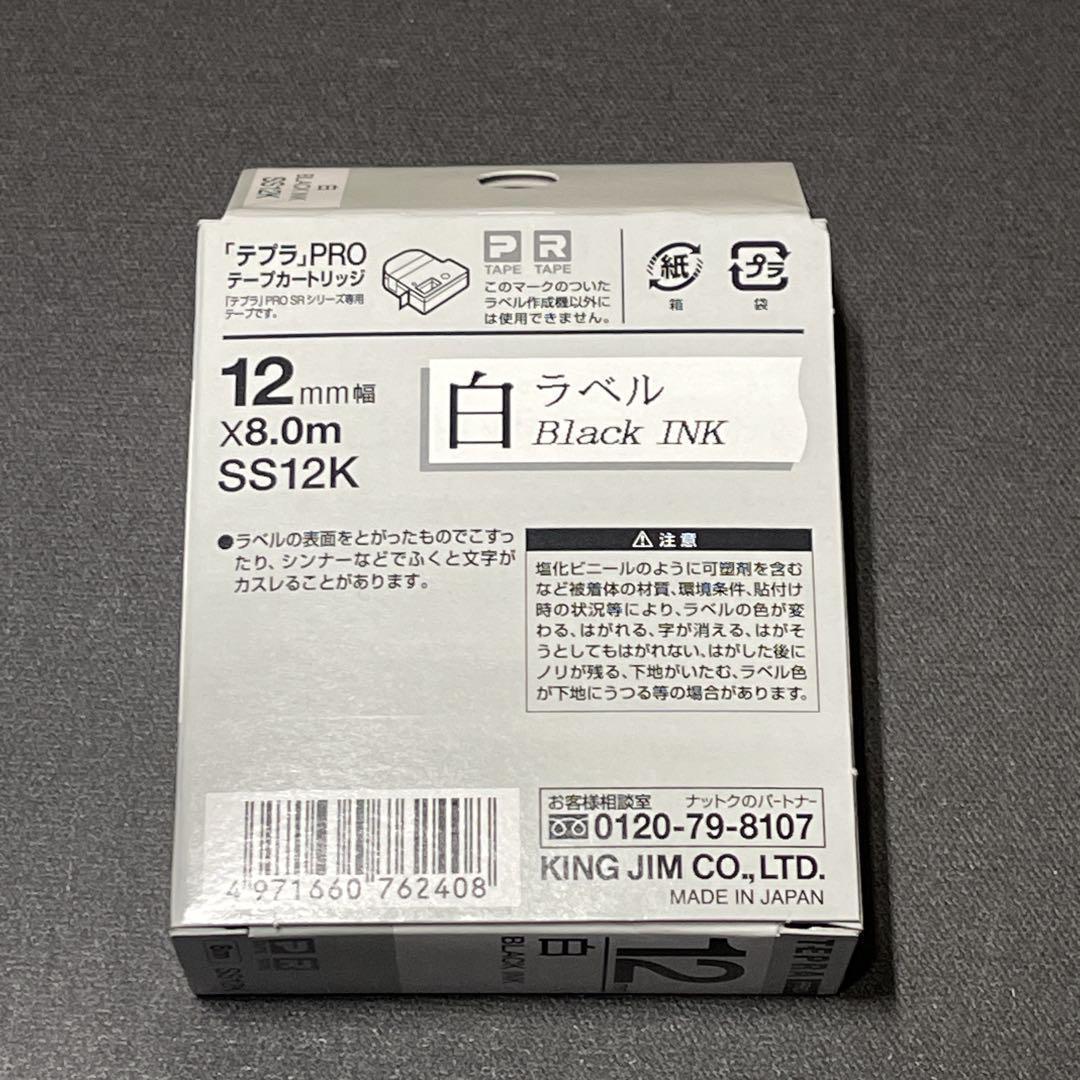 白
BLACK INK
SS12K
「テプラ」PRO
テープカートリッジ
「テプラ」PRO SRシリーズ専用
テープです。
P R
TAPE TAPE
このマークのついた
ラベル作成機以外に
は使用できません。
紙
箱
プラ
袋
12mm幅
X8.0m
SS12K
白 ラベル
Black INK
●ラベルの表面をとがったものでこすっ
たり、シンナーなどでふくと文字が
カスレることがあります。
注意
塩化ビニールのように可塑剤を含む
など被着体の材質、環境条件、貼付け
時の状況等により、ラベルの色が変
わる、はがれる、字が消える、はがそ
うとしてもはがれない、はがした後に
ノリが残る、下地がいたむ、ラベル色
が下地にうつる等の場合があります。
4 971660 762408
お客様相談室 ナットクのパートナー
0120-79-8107
KING JIM CO.,LTD.
MADE IN JAPAN
8m SS12K
P R
白
BLACK INK
12
TEPRA